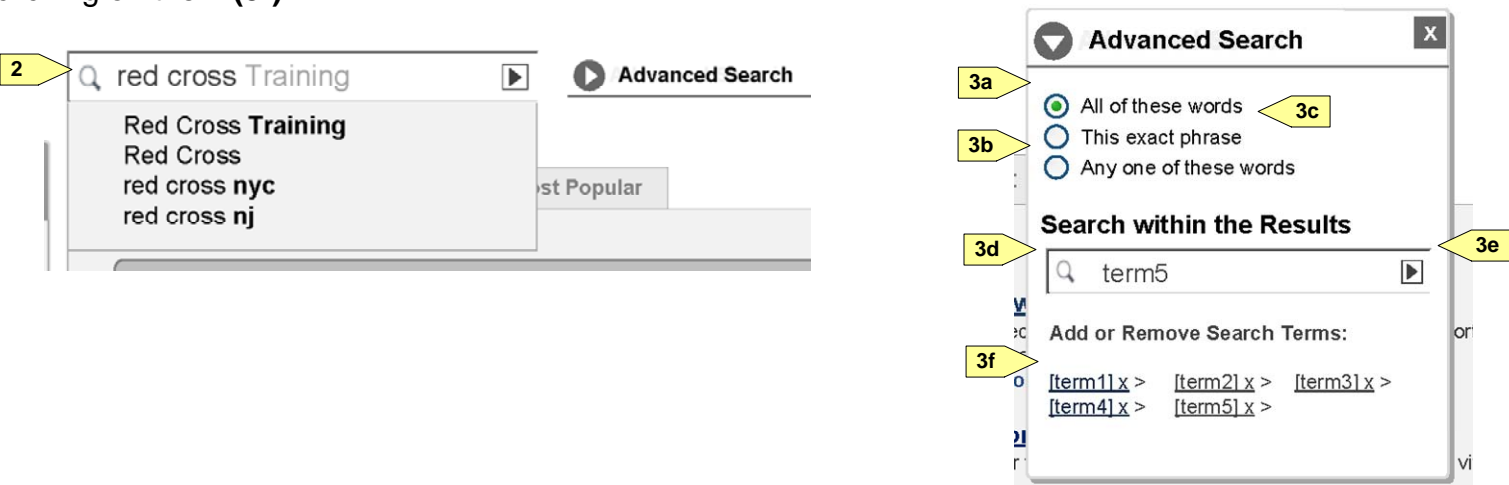 2
red cross Training
Advanced Search
Red Cross Training
Red Cross
red cross nyc
red cross nj
st Popular
Advanced Search
X
3a
All of these words
3c
This exact phrase
3b
Any one of these words
Search within the Results
3d
3e
term5
Add or Remove Search Terms:
3f
[term1] x > [term2] x > [term3] x >
[term4] x > [term5] x >